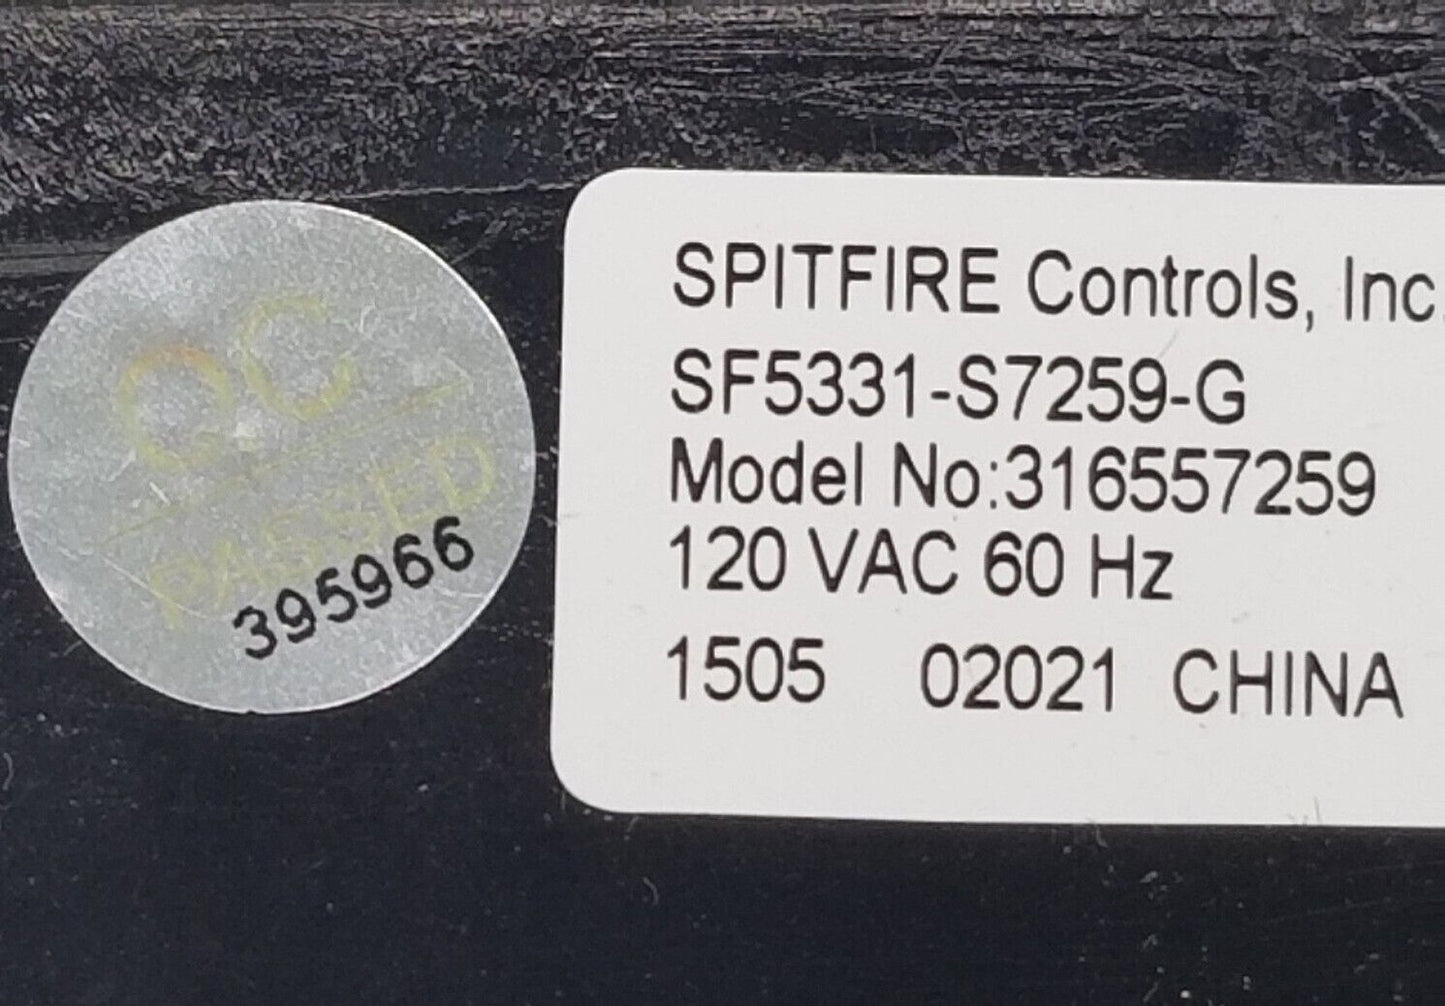 QC
PASSED
395966
SPITFIRE Controls, Inc.
SF5331-S7259-G
Model No:316557259
120 VAC 60 Hz
1505 02021 CHINA